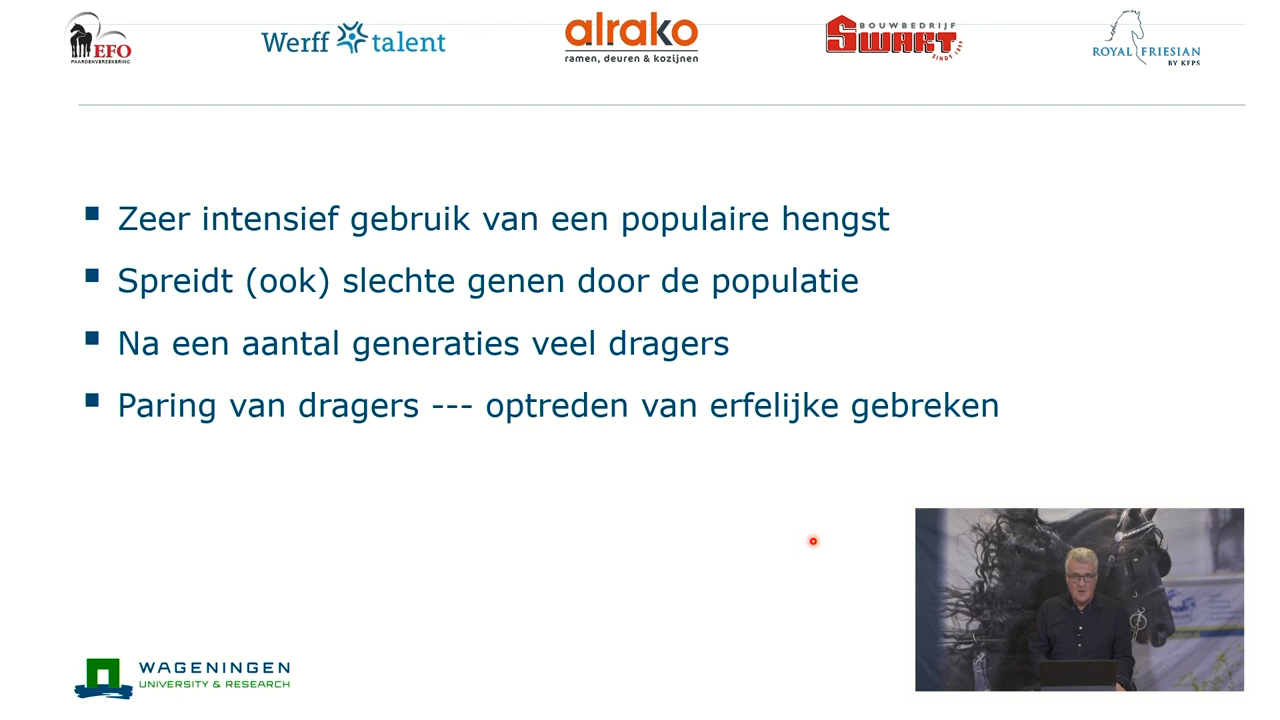 EFO
PAARDENVERZEKERING
Werff talent
alrako
ramen, deuren & kozijnen
BOUWBEDRIJF
SWART
SINDS 1899
ROYAL FRIESIAN
BY KFPS
Zeer intensief gebruik van een populaire hengst
Spreidt (ook) slechte genen door de populatie
Na een aantal generaties veel dragers
Paring van dragers --- optreden van erfelijke gebreken
WAGENINGEN
UNIVERSITY & RESEARCH